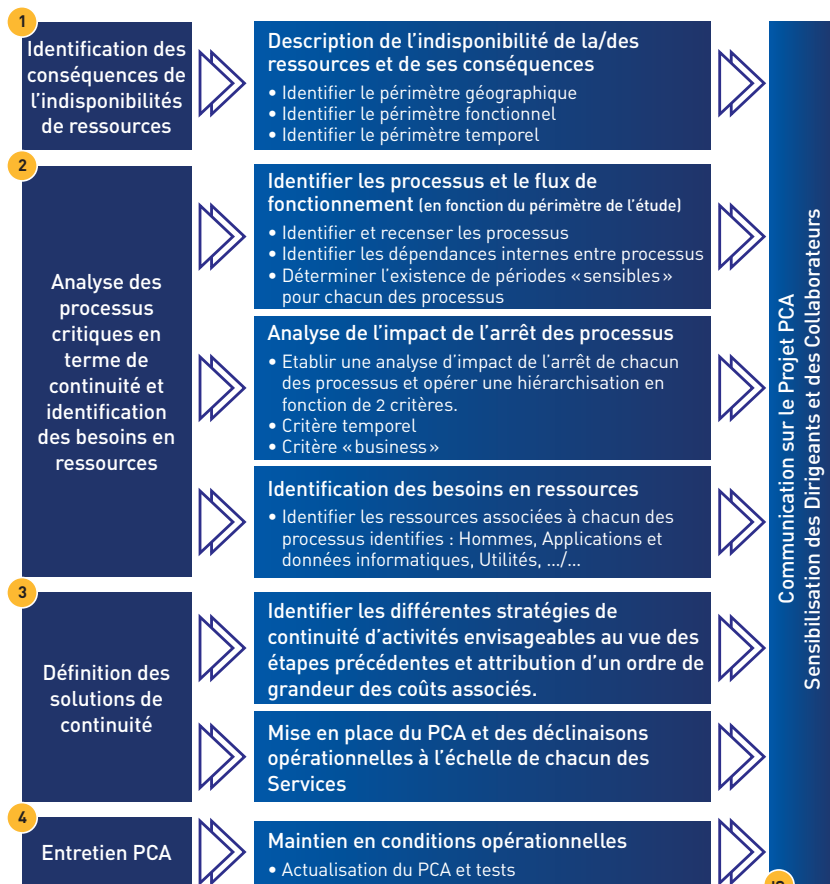 1
Identification des
conséquences de
l'indisponibilités
de ressources
Description de l'indisponibilité de la/des
ressources et de ses conséquences
• Identifier le périmètre géographique
• Identifier le périmètre fonctionnel
• Identifier le périmètre temporel
2
Analyse des
processus
critiques en
terme de
continuité et
identification
des besoins en
ressources
Identifier les processus et le flux de
fonctionnement (en fonction du périmètre de l'étude)
• Identifier et recenser les processus
• Identifier les dépendances internes entre processus
• Déterminer l'existence de périodes «sensibles»
pour chacun des processus
Analyse de l'impact de l'arrêt des processus
• Etablir une analyse d'impact de l'arrêt de chacun
des processus et opérer une hiérarchisation en
fonction de 2 critères.
• Critère temporel
• Critère «business»
Identification des besoins en ressources
• Identifier les ressources associées à chacun des
processus identifies : Hommes, Applications et
données informatiques, Utilités, .../...
3
Définition des
solutions de
continuité
Identifier les différentes stratégies de
continuité d'activités envisageables au vue des
étapes précédentes et attribution d'un ordre de
grandeur des coûts associés.
Mise en place du PCA et des déclinaisons
opérationnelles à l'échelle de chacun des
Services
4
Entretien PCA
Maintien en conditions opérationnelles
• Actualisation du PCA et tests
Communication sur le Projet PCA
Sensibilisation des Dirigeants et des Collaborateurs